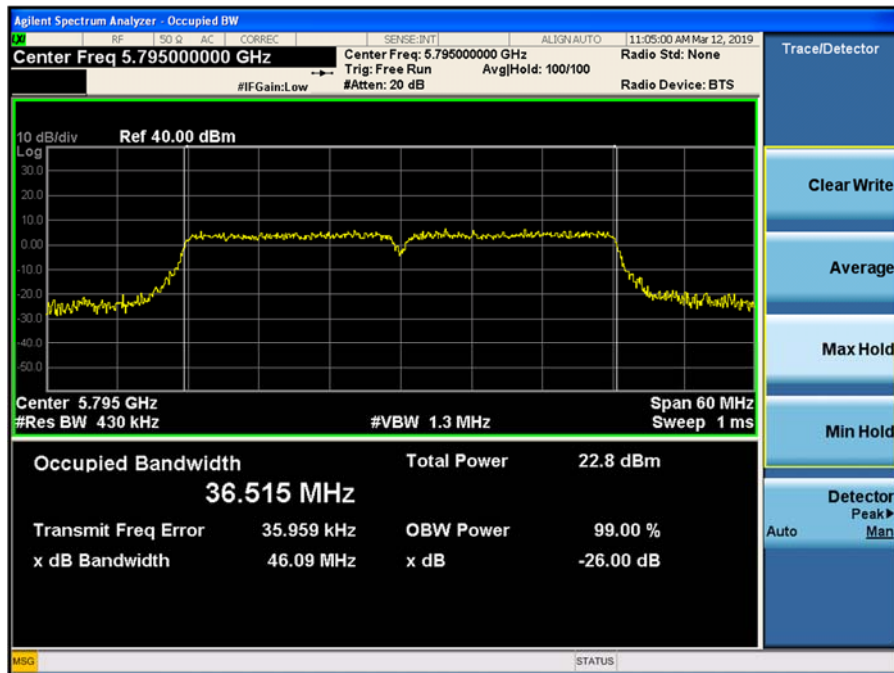 Agilent Spectrum Analyzer - Occupied BW
LXI RF 50 Ω AC CORREC SENSE:INT ALIGN AUTO 11:05:00 AM Mar 12, 2019
Center Freq 5.795000000 GHz
Center Freq: 5.795000000 GHz
Radio Std: None
Trig: Free Run Avg|Hold: 100/100
#IFGain:Low #Atten: 20 dB Radio Device: BTS
10 dB/div Ref 40.00 dBm
Log
30.0
20.0
10.0
0.00
-10.0
-20.0
-30.0
-40.0
-50.0
Center 5.795 GHz Span 60 MHz
#Res BW 430 kHz #VBW 1.3 MHz Sweep 1 ms
Occupied Bandwidth Total Power 22.8 dBm
36.515 MHz
Transmit Freq Error 35.959 kHz OBW Power 99.00 %
x dB Bandwidth 46.09 MHz x dB -26.00 dB
MSG STATUS
Trace/Detector
Clear Write
Average
Max Hold
Min Hold
Detector
Peak▶
Auto Man